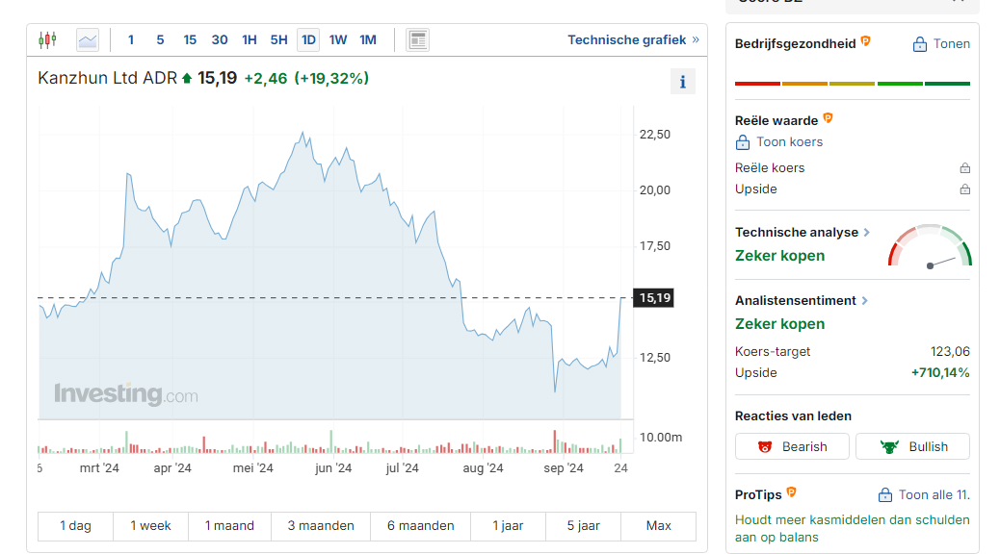 1 5 15 30 1H 5H 1D 1W 1M Technische grafiek »
Kanzhun Ltd ADR 15,19 +2,46 (+19,32%)
i
22,50
20,00
17,50
15,19
12,50
Investing.com
10.00m
mrt '24 apr '24 mei '24 jun '24 jul '24 aug '24 sep '24 24
1 dag 1 week 1 maand 3 maanden 6 maanden 1 jaar 5 jaar Max
Bedrijfsgezondheid P Tonen
Reële waarde P
Toon koers
Reële koers
Upside
Technische analyse
Zeker kopen
Analistensentiment
Zeker kopen
Koers-target 123,06
Upside +710,14%
Reacties van leden
Bearish Bullish
ProTips P Toon alle 11.
Houdt meer kasmiddelen dan schulden
aan op balans